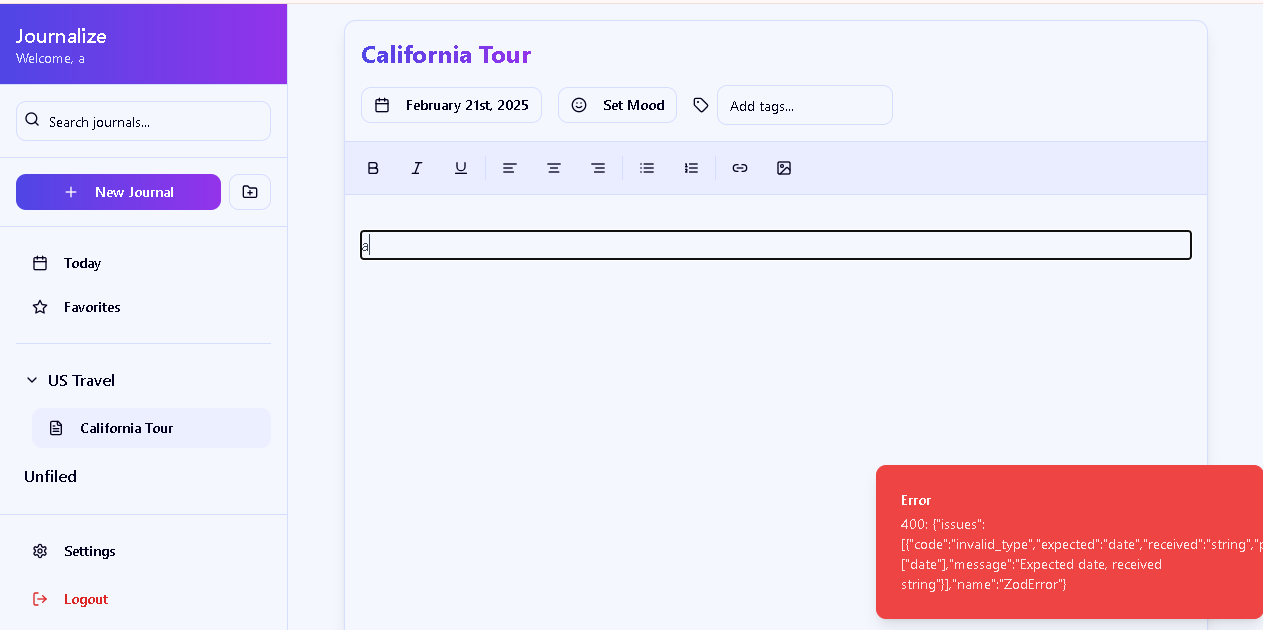 Journalize
Welcome, a
Search journals...
New Journal
Today
Favorites
US Travel
California Tour
Unfiled
Settings
Logout
California Tour
February 21st, 2025
Set Mood
Add tags...
B I U
a
Error
400: {"issues":
[{"code":"invalid_type","expected":"date","received":"string","p
["date"],"message":"Expected date, received
string"}],"name":"ZodError"}